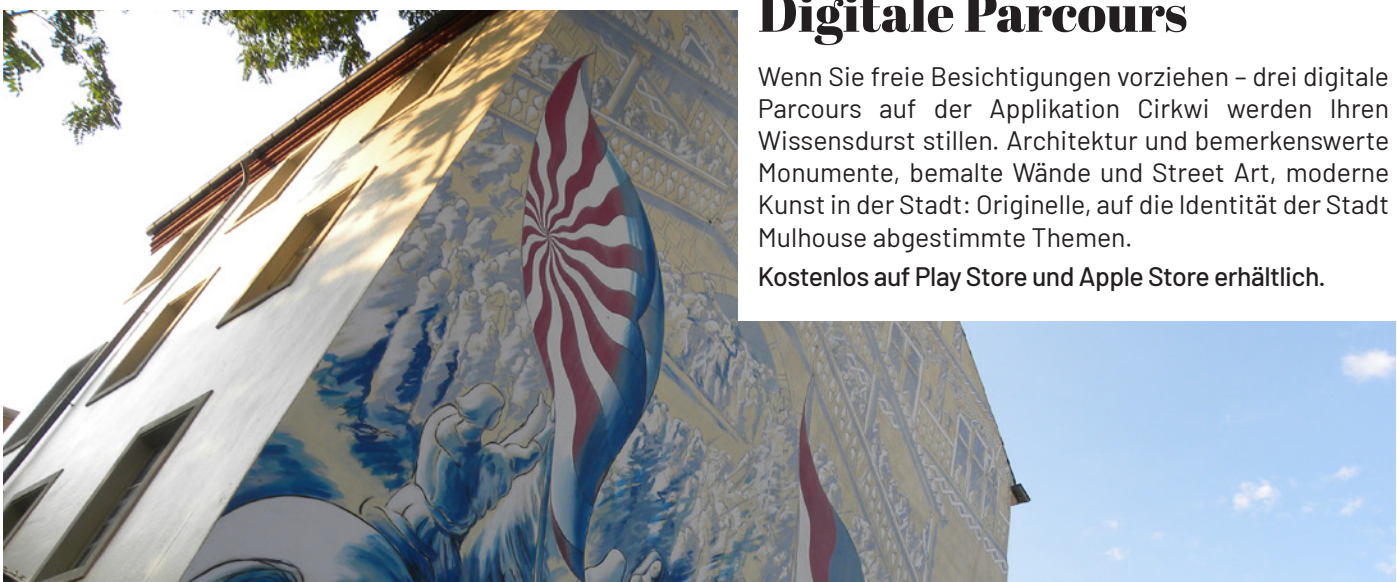 Digitale Parcours
Wenn Sie freie Besichtigungen vorziehen – drei digitale
Parcours auf der Applikation Cirkwi werden Ihren
Wissensdurst stillen. Architektur und bemerkenswerte
Monumente, bemalte Wände und Street Art, moderne
Kunst in der Stadt: Originelle, auf die Identität der Stadt
Mulhouse abgestimmte Themen.
Kostenlos auf Play Store und Apple Store erhältlich.